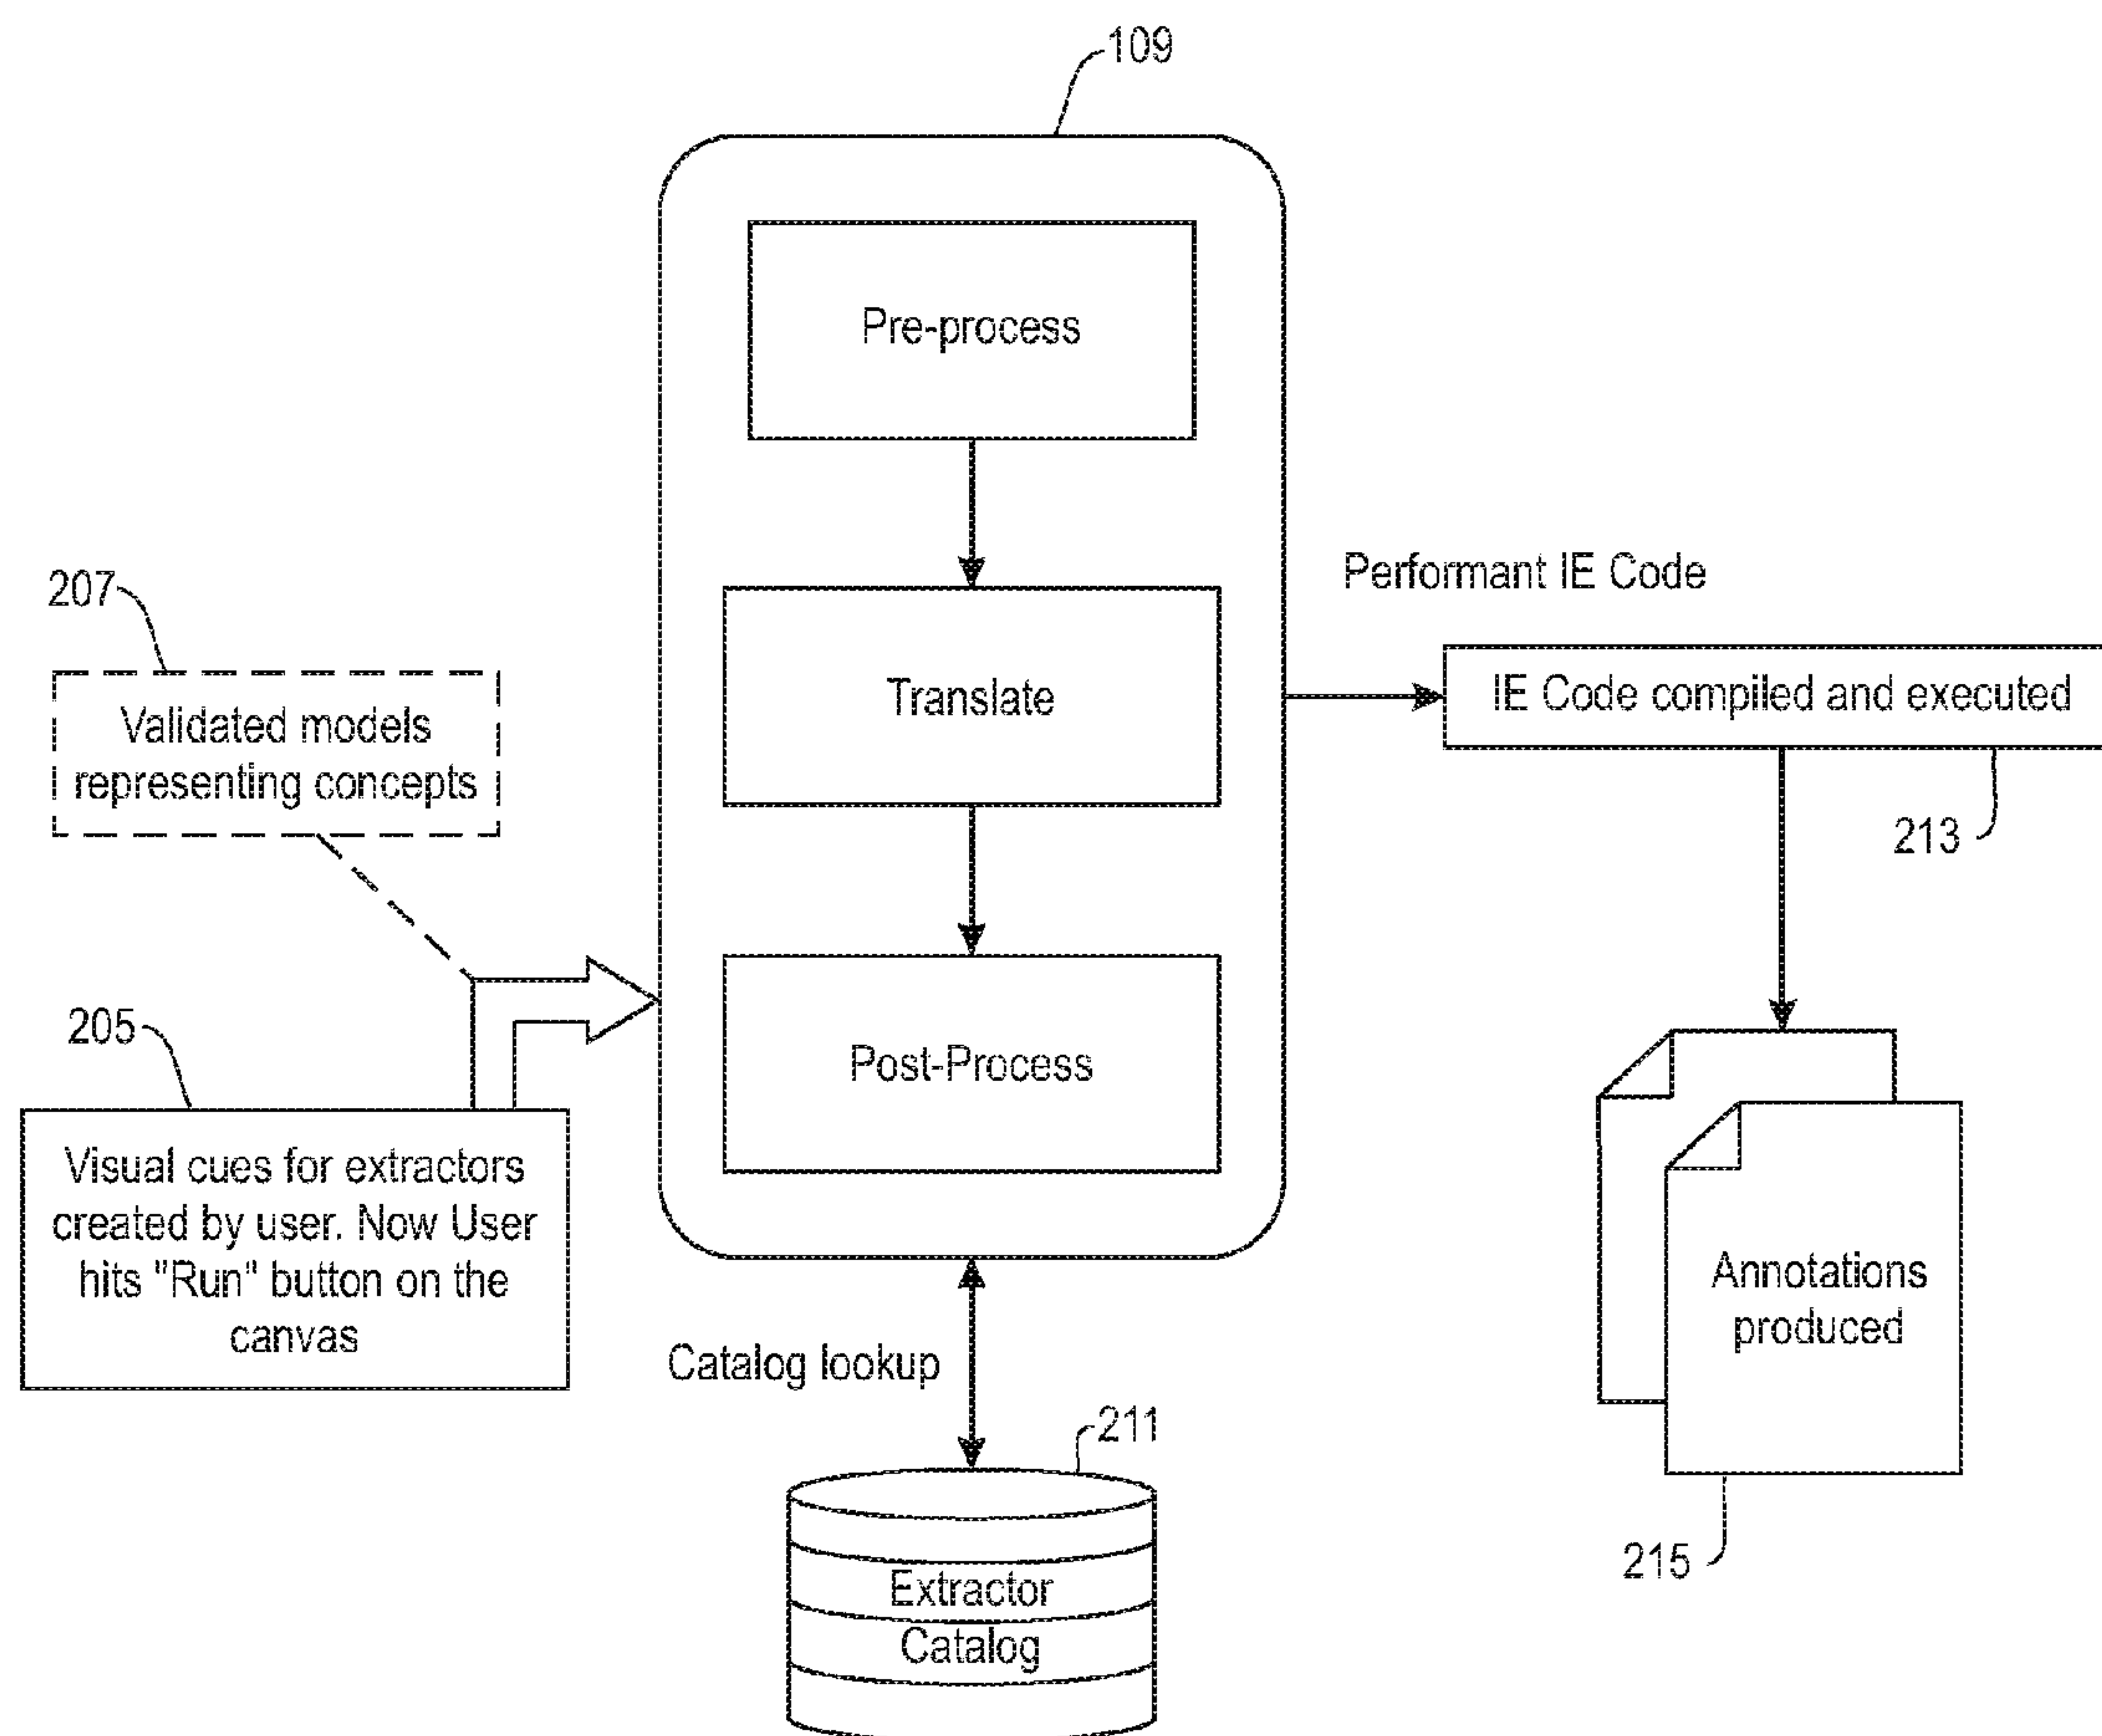 109
Pre-process
Performant IE Code
207
Translate
IE Code compiled and executed
Validated models
representing concepts
213
205
Post-Process
Visual cues for extractors
created by user. Now User
hits "Run" button on the
canvas
Annotations
produced
Catalog lookup
211
215
Extractor
Catalog